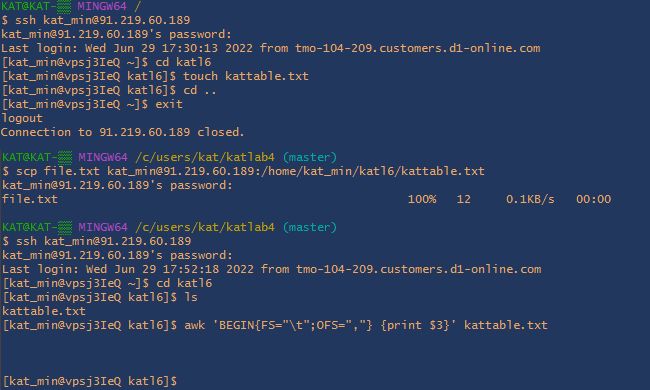 KAT@KAT-▒▒ MINGW64 /
$ ssh kat_min@91.219.60.189
kat_min@91.219.60.189's password:
Last login: Wed Jun 29 17:30:13 2022 from tmo-104-209.customers.d1-online.com
[kat_min@vpsj3IeQ ~]$ cd katl6
[kat_min@vpsj3IeQ katl6]$ touch kattable.txt
[kat_min@vpsj3IeQ katl6]$ cd ..
[kat_min@vpsj3IeQ ~]$ exit
logout
Connection to 91.219.60.189 closed.
KAT@KAT-▒▒ MINGW64 /c/users/kat/katlab4 (master)
$ scp file.txt kat_min@91.219.60.189:/home/kat_min/katl6/kattable.txt
kat_min@91.219.60.189's password:
file.txt 100% 12 0.1KB/s 00:00
KAT@KAT-▒▒ MINGW64 /c/users/kat/katlab4 (master)
$ ssh kat_min@91.219.60.189
kat_min@91.219.60.189's password:
Last login: Wed Jun 29 17:52:18 2022 from tmo-104-209.customers.d1-online.com
[kat_min@vpsj3IeQ ~]$ cd katl6
[kat_min@vpsj3IeQ katl6]$ ls
kattable.txt
[kat_min@vpsj3IeQ katl6]$ awk 'BEGIN{FS="\t";OFS=","} {print $3}' kattable.txt
[kat_min@vpsj3IeQ katl6]$